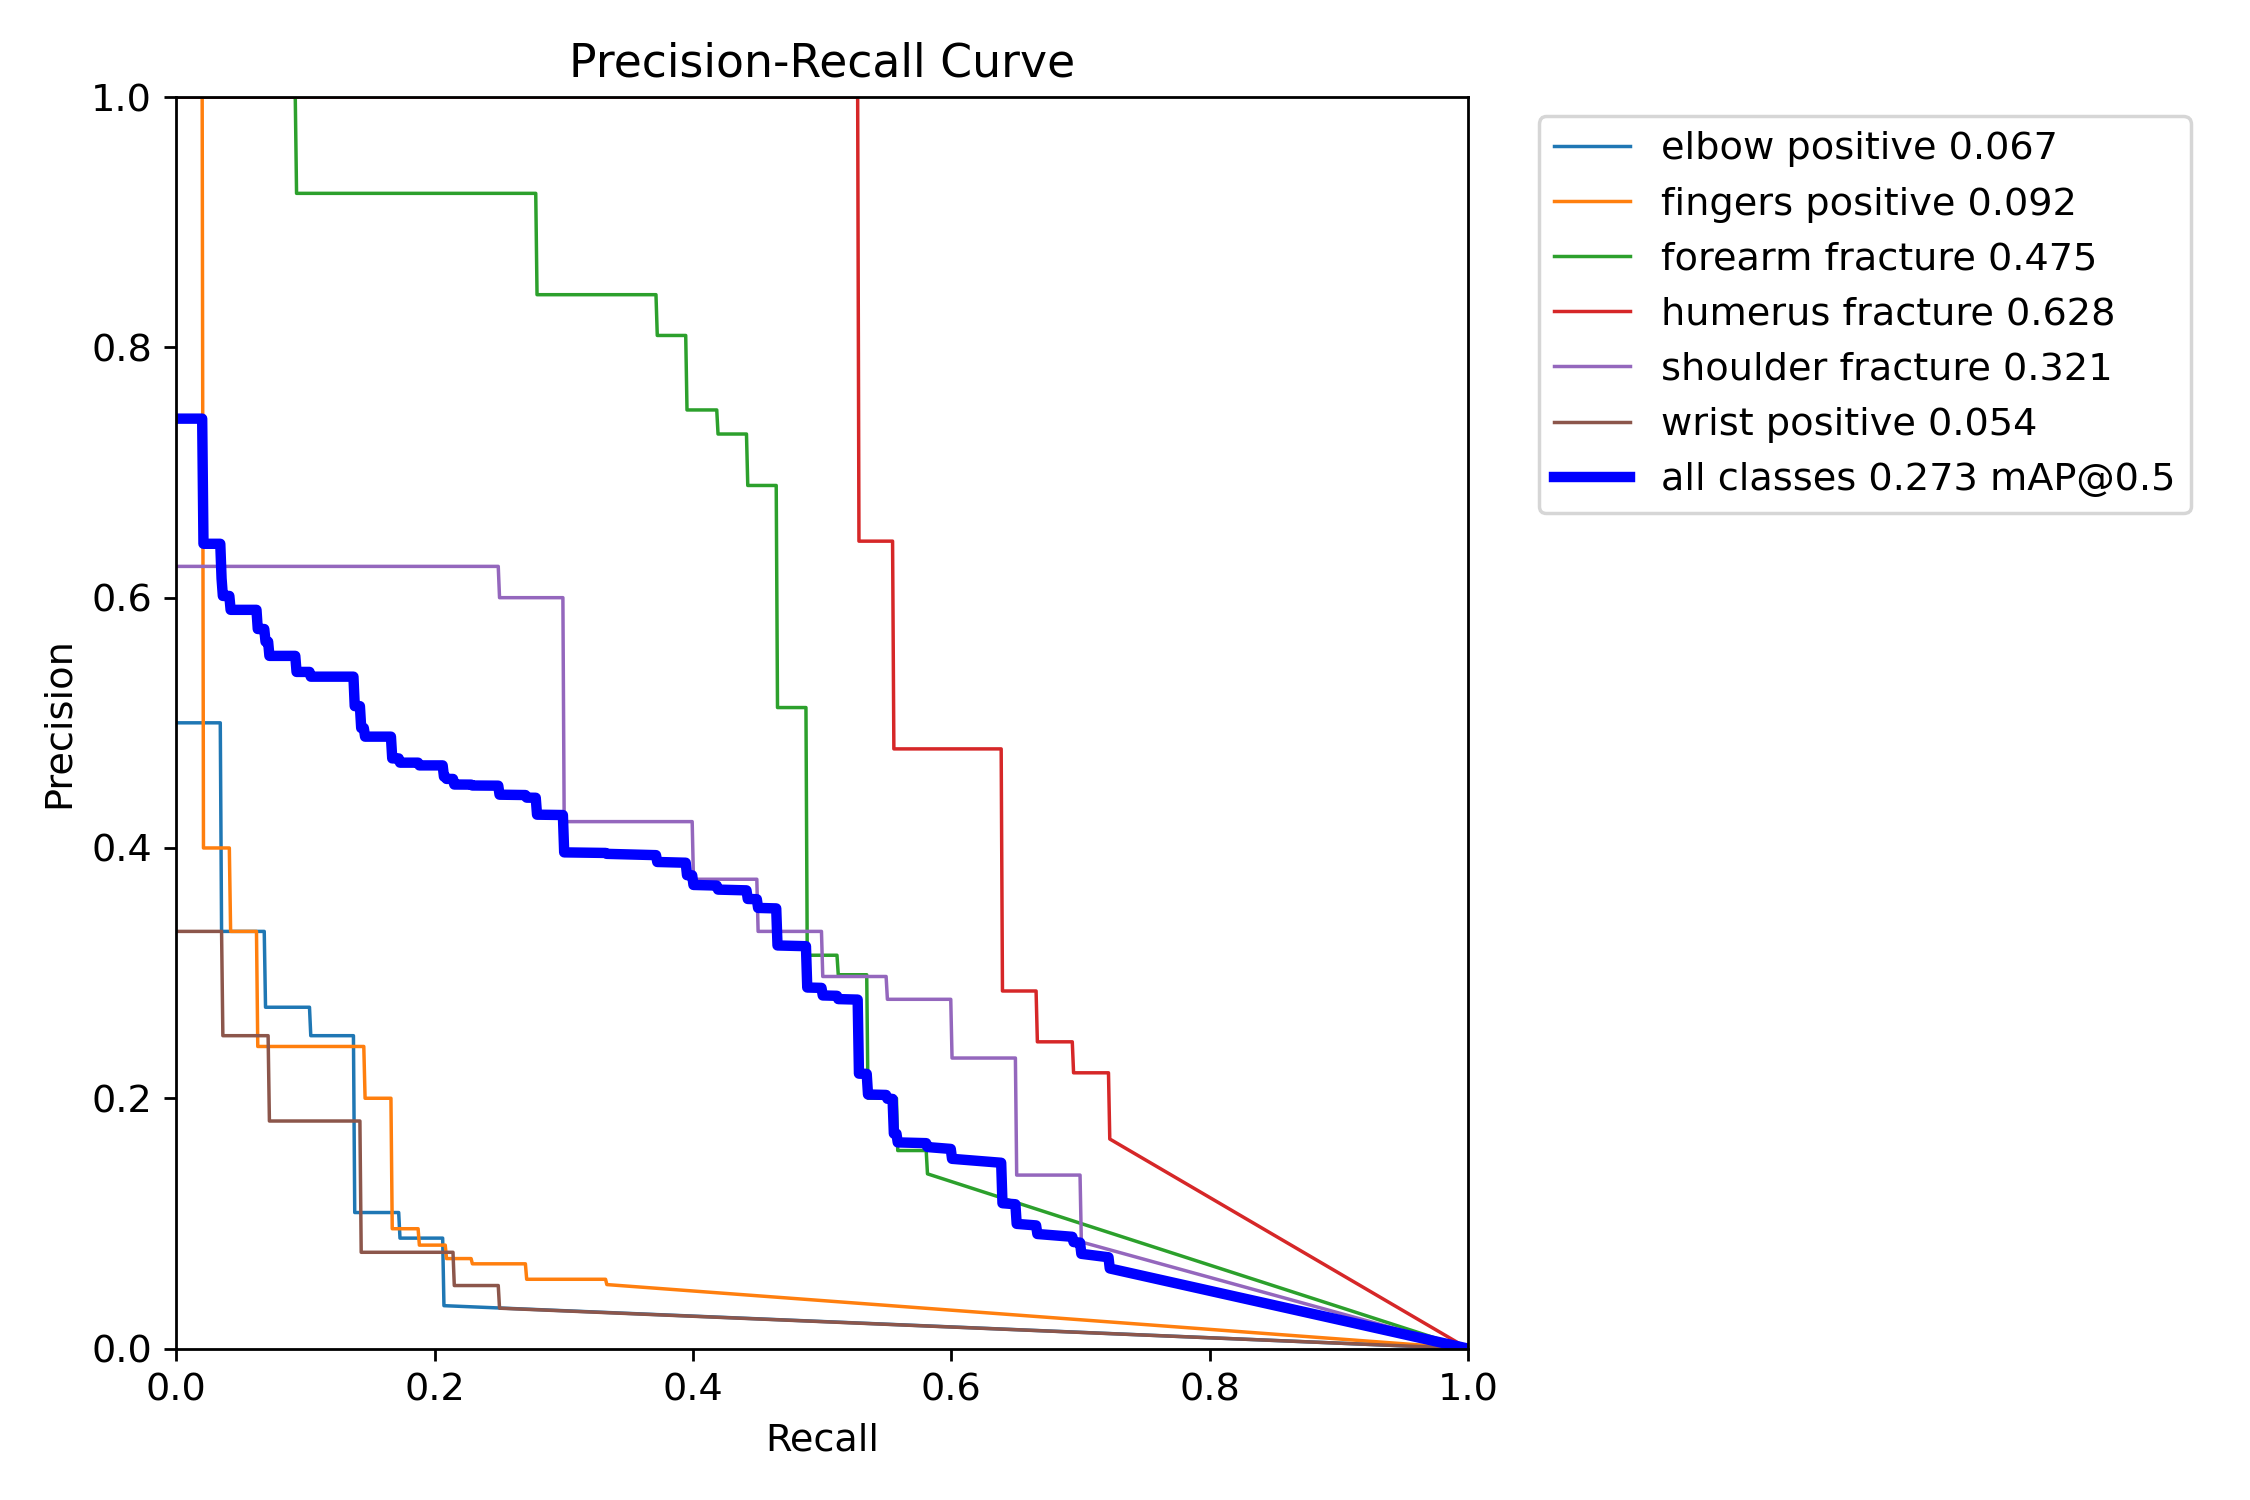 Precision-Recall Curve
1.0
0.8
0.6
0.4
0.2
0.0
Precision
0.0 0.2 0.4 0.6 0.8 1.0
Recall
elbow positive 0.067
fingers positive 0.092
forearm fracture 0.475
humerus fracture 0.628
shoulder fracture 0.321
wrist positive 0.054
all classes 0.273 mAP@0.5